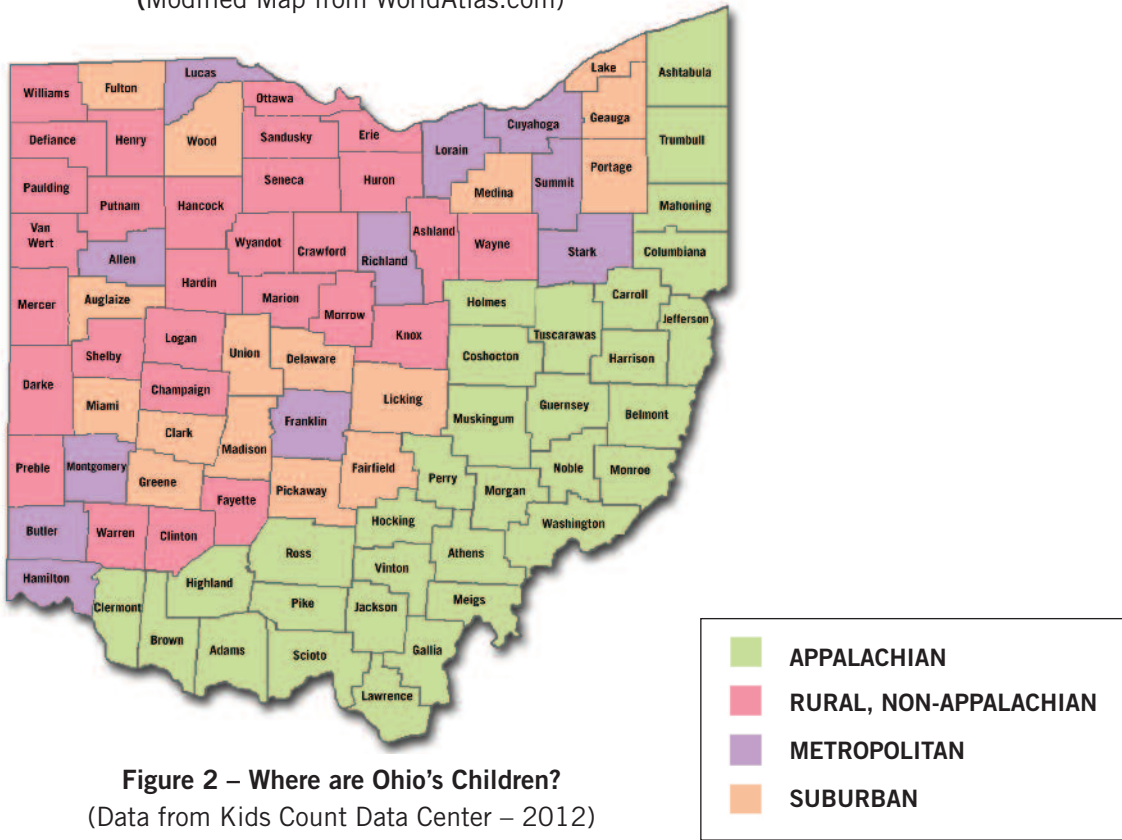 (Modified Map from WorldAtlas.com)
Williams
Fulton
Lucas
Ottawa
Lake
Ashtabula
Geauga
Defiance
Henry
Wood
Sandusky
Erie
Lorain
Cuyahoga
Trumbull
Paulding
Putnam
Hancock
Seneca
Huron
Medina
Summit
Portage
Mahoning
Van
Wert
Allen
Wyandot
Crawford
Richland
Ashland
Wayne
Stark
Columbiana
Mercer
Auglaize
Hardin
Marion
Morrow
Knox
Holmes
Tuscarawas
Carroll
Jefferson
Darke
Shelby
Logan
Union
Delaware
Coshocton
Harrison
Miami
Champaign
Clark
Madison
Franklin
Licking
Muskingum
Guernsey
Belmont
Preble
Montgomery
Greene
Fayette
Pickaway
Fairfield
Perry
Morgan
Noble
Monroe
Butler
Warren
Clinton
Ross
Hocking
Athens
Washington
Hamilton
Clermont
Highland
Pike
Vinton
Jackson
Meigs
Brown
Adams
Scioto
Gallia
Lawrence
APPALACHIAN
RURAL, NON-APPALACHIAN
METROPOLITAN
SUBURBAN
Figure 2 – Where are Ohio's Children?
(Data from Kids Count Data Center – 2012)